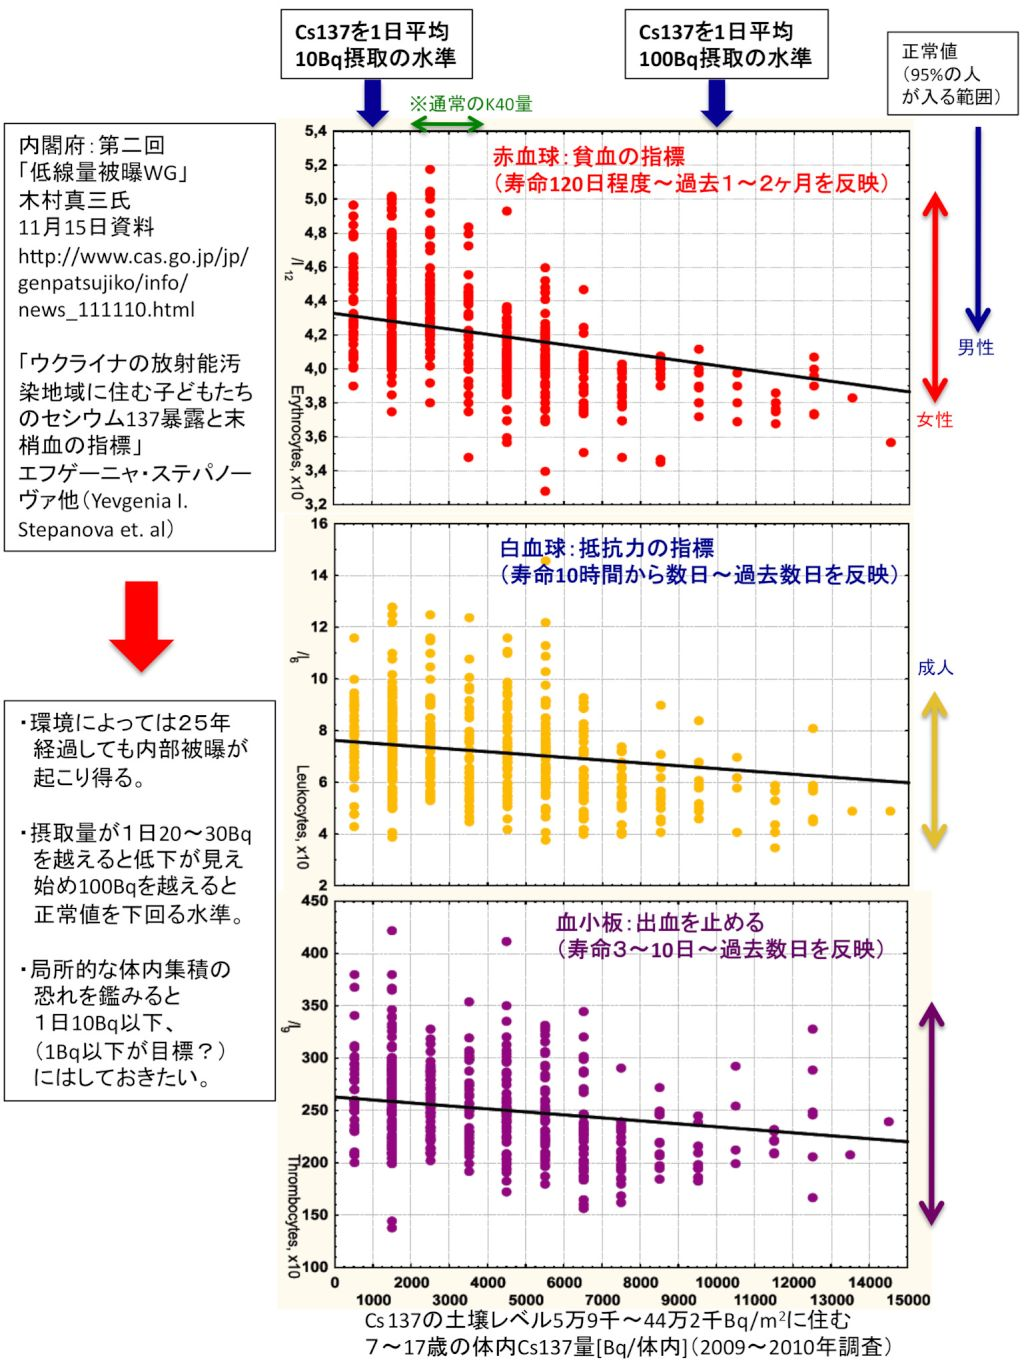 Cs137を1日平均
10Bq摂取の水準
Cs137を1日平均
100Bq摂取の水準
正常値
（95%の人
が入る範囲）
※通常のK40量
内閣府：第二回
「低線量被曝WG」
木村真三氏
11月15日資料
http://www.cas.go.jp/jp/
genpatsujiko/info/
news_111110.html
「ウクライナの放射能汚
染地域に住む子どもたち
のセシウム137暴露と末
梢血の指標」
エフゲーニャ・ステパノー
ヴァ他（Yevgenia I.
Stepanova et. al）
・環境によっては２５年
経過しても内部被曝が
起こり得る。
・摂取量が１日20～30Bq
を越えると低下が見え
始め100Bqを越えると
正常値を下回る水準。
・局所的な体内集積の
恐れを鑑みると
１日10Bq以下、
（1Bq以下が目標？）
にはしておきたい。
赤血球：貧血の指標
（寿命120日程度～過去１～２ヶ月を反映）
5,4
5,2
5,0
4,8
4,6
4,4
4,2
4,0
3,8
3,6
3,4
3,2
Erythrocytes, x10
12
/l
男性
女性
白血球：抵抗力の指標
（寿命10時間から数日～過去数日を反映）
16
14
12
10
8
6
4
2
Leukocytes, x10
9
/l
成人
血小板：出血を止める
（寿命３～10日～過去数日を反映）
450
400
350
300
250
200
150
100
Thrombocytes, x10
9
/l
0 2000 4000 6000 8000 10000 12000 14000
1000 3000 5000 7000 9000 11000 13000 15000
Cs137の土壌レベル5万9千～44万2千Bq/m²に住む
７～17歳の体内Cs137量[Bq/体内]（2009～2010年調査）